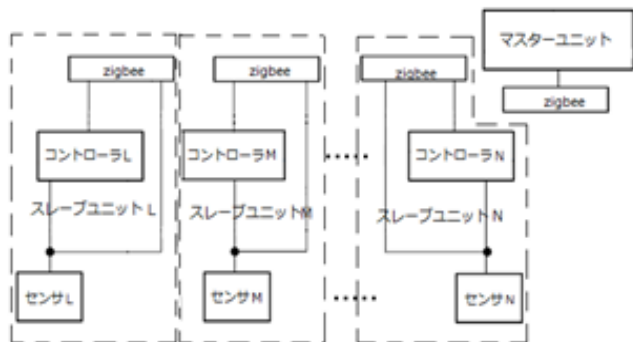 マスターユニット
zigbee
zigbee
コントローラL
スレーブユニットL
センサL
zigbee
コントローラM
スレーブユニットM
センサM
zigbee
コントローラN
スレーブユニットN
センサN